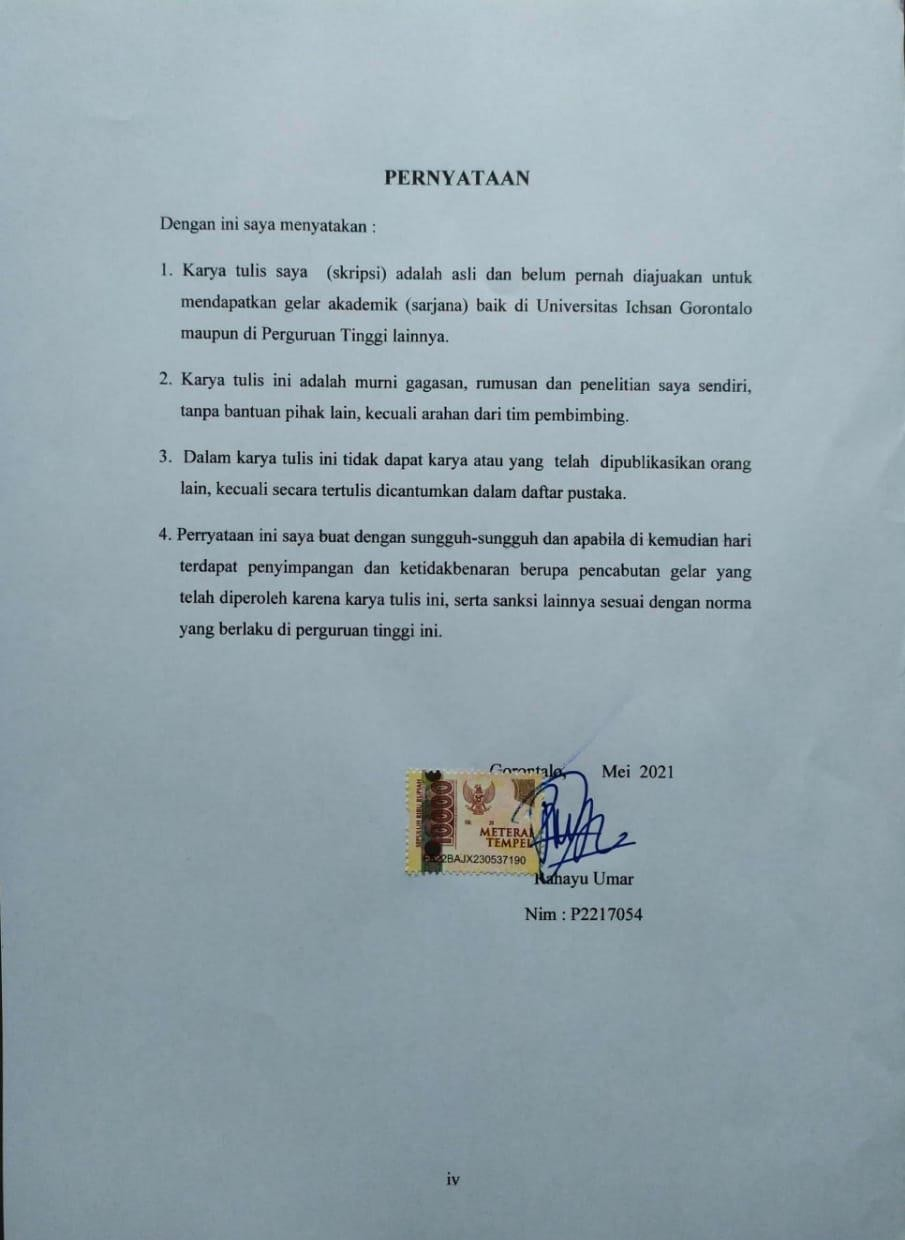 PERNYATAAN
Dengan ini saya menyatakan :
1. Karya tulis saya (skripsi) adalah asli dan belum pernah diajuakan untuk
mendapatkan gelar akademik (sarjana) baik di Universitas Ichsan Gorontalo
maupun di Perguruan Tinggi lainnya.
2. Karya tulis ini adalah murni gagasan, rumusan dan penelitian saya sendiri,
tanpa bantuan pihak lain, kecuali arahan dari tim pembimbing.
3. Dalam karya tulis ini tidak dapat karya atau yang telah dipublikasikan orang
lain, kecuali secara tertulis dicantumkan dalam daftar pustaka.
4. Perryataan ini saya buat dengan sungguh-sungguh dan apabila di kemudian hari
terdapat penyimpangan dan ketidakbenaran berupa pencabutan gelar yang
telah diperoleh karena karya tulis ini, serta sanksi lainnya sesuai dengan norma
yang berlaku di perguruan tinggi ini.
Gorontalo, Mei 2021
SEPULUH RIBU RUPIAH
10000
METERAI
TEMPEL
Rahayu Umar
Nim : P2217054
iv